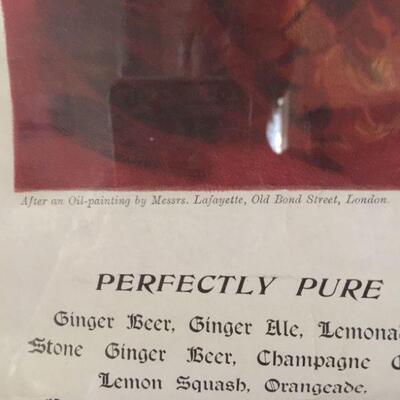 After an Oil-painting by Messrs. Lafayette, Old Bond Street, London.
PERFECTLY PURE
Ginger Beer, Ginger Ale,
Stone Ginger Beer, Champagne
Lemon Squash, Orangeade,